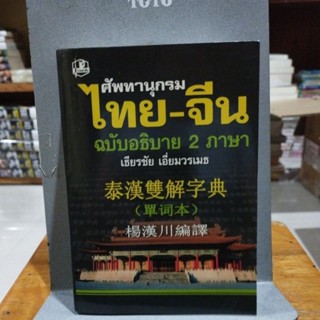 ศัพทานุกรม
ไทย-จีน
ฉบับอธิบาย 2 ภาษา
เธียรชัย เอี่ยมวรเมธ
泰漢雙解字典
(單词本)
楊漢川編譯